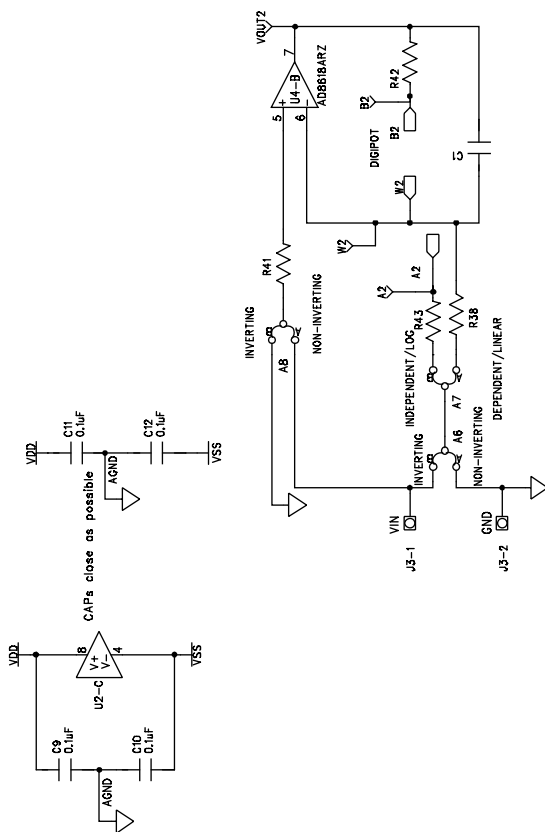 VDD
C11
0.1uF
AGND
C12
0.1uF
VSS
CAPs close as possible
VDD
8
V+
V-
4
U2-C
VSS
C9
0.1uF
AGND
C10
0.1uF
VOUT2
7
AD8618ARZ
U4-B
+
-
5
6
R42
B2
B2
DIGIPOT
W2
W2
R41
INVERTING
B
A
A8
NON-INVERTING
A2
A2
R43
R38
INDEPENDENT/LOG
B
A
A7
DEPENDENT/LINEAR
INVERTING
B
A
A6
NON-INVERTING
VIN
J3-1
GND
J3-2